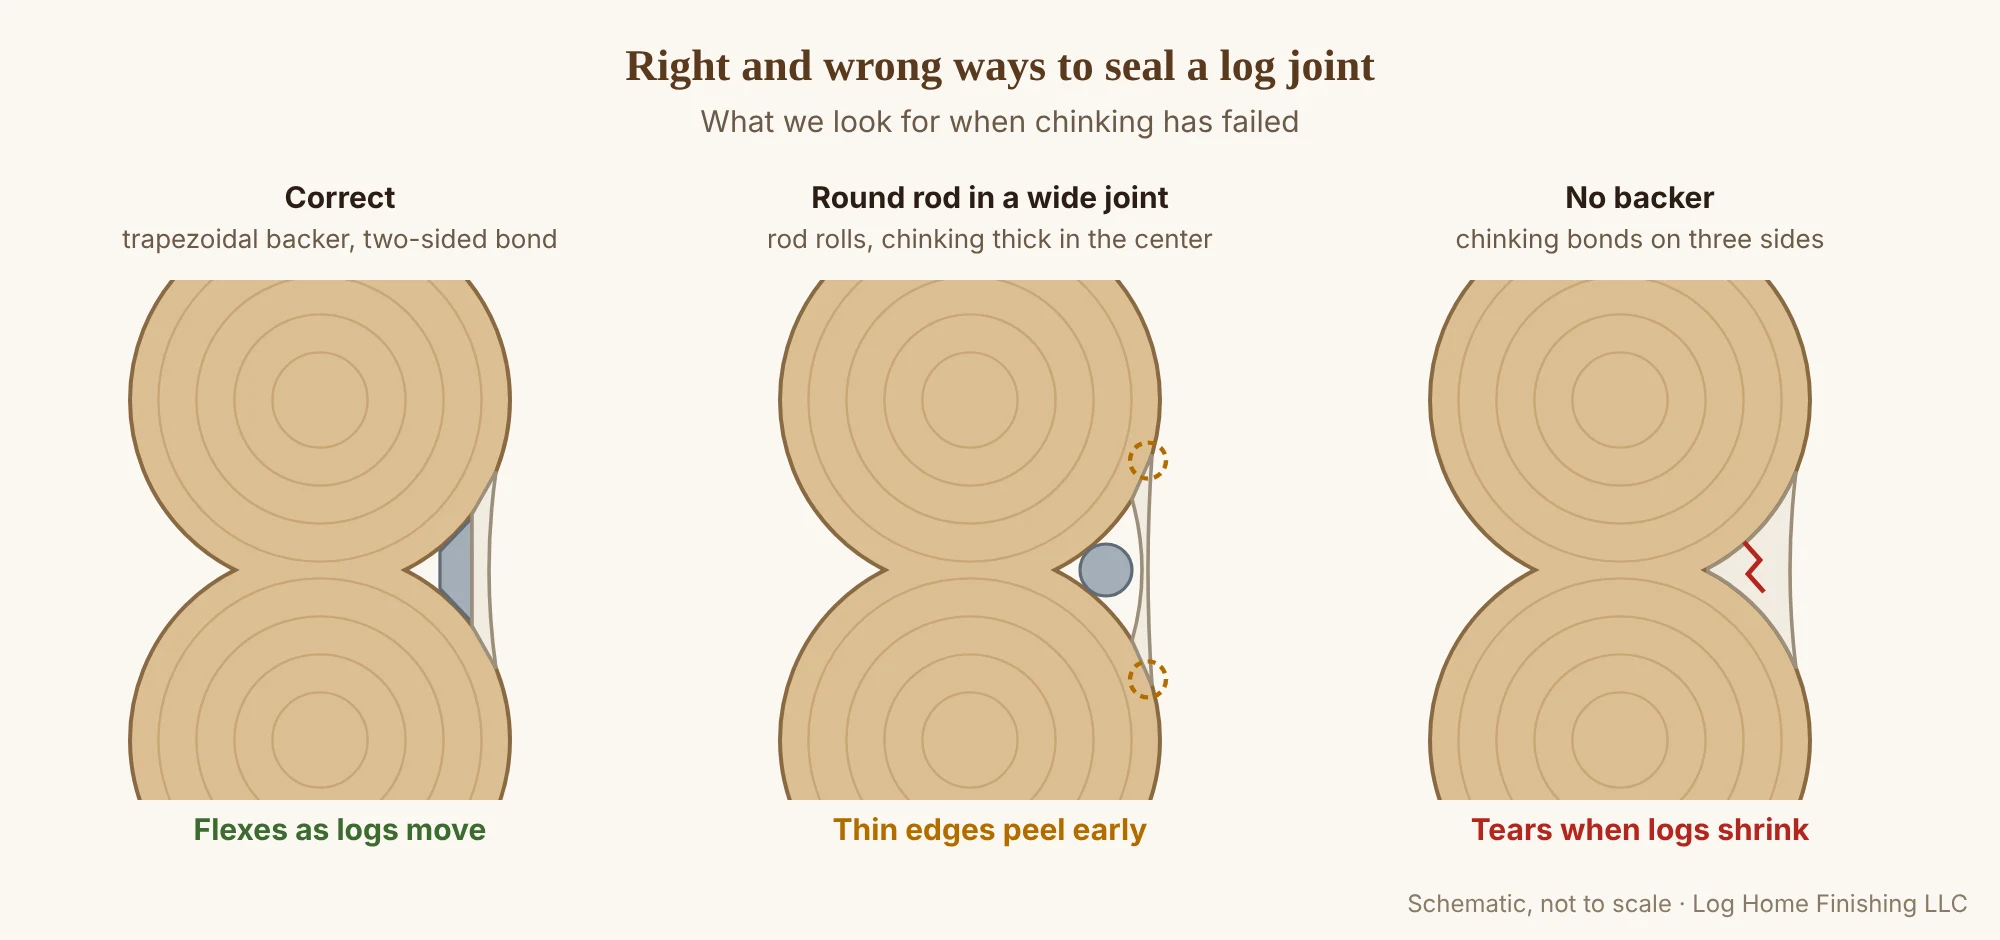 Right and wrong ways to seal a log joint
What we look for when chinking has failed
Correct
trapezoidal backer, two-sided bond
Flexes as logs move
Round rod in a wide joint
rod rolls, chinking thick in the center
Thin edges peel early
No backer
chinking bonds on three sides
Tears when logs shrink
Schematic, not to scale · Log Home Finishing LLC